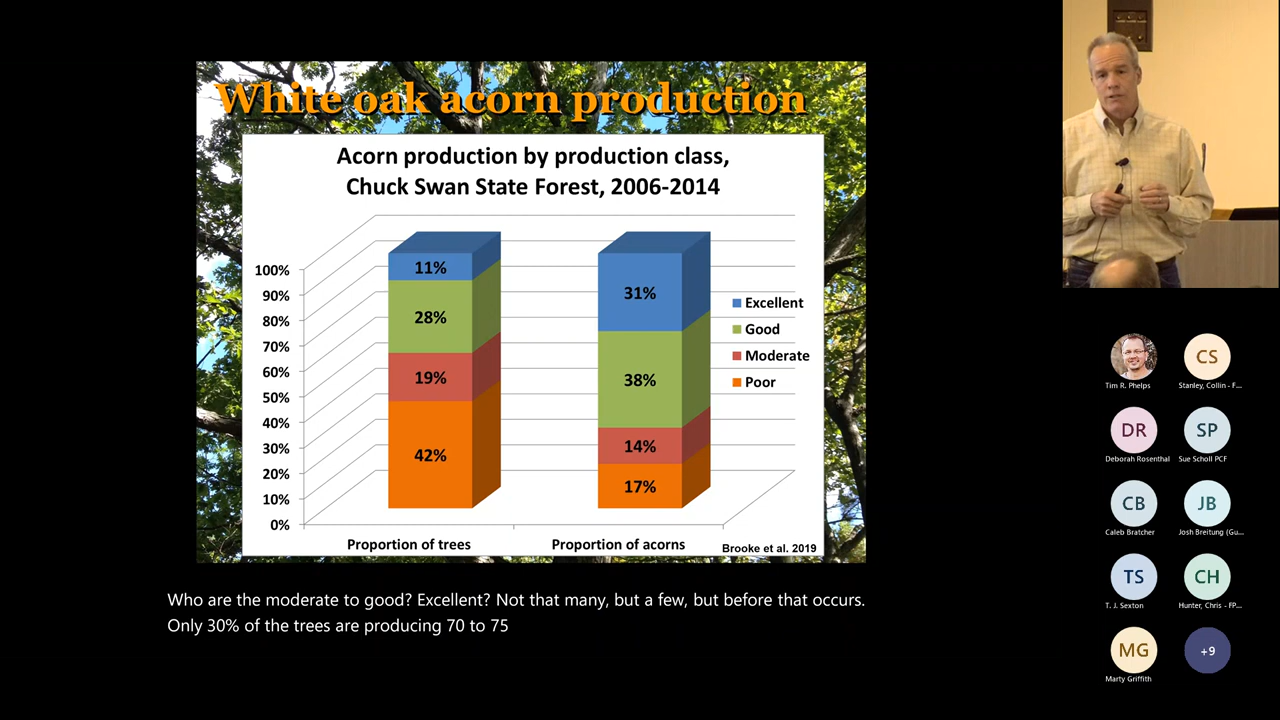 White oak acorn production
Acorn production by production class,
Chuck Swan State Forest, 2006-2014
100%
90%
80%
70%
60%
50%
40%
30%
20%
10%
0%
11%
28%
19%
42%
31%
38%
14%
17%
Excellent
Good
Moderate
Poor
Proportion of trees
Proportion of acorns
Brooke et al. 2019
Who are the moderate to good? Excellent? Not that many, but a few, but before that occurs.
Only 30% of the trees are producing 70 to 75
Tim R. Phelps
CS
Stanley, Collin - F...
DR
Deborah Rosenthal
SP
Sue Scholl PCF
CB
Caleb Bratcher
JB
Josh Breitung (Gu...
TS
T. J. Sexton
CH
Hunter, Chris - FP...
MG
Marty Griffith
+9